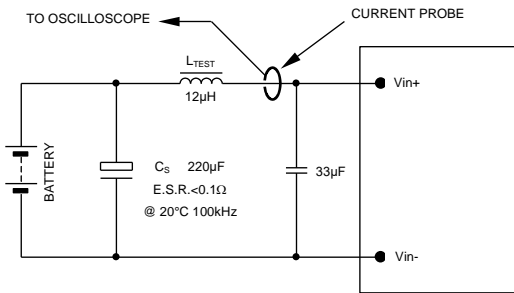 TO OSCILLOSCOPE
CURRENT PROBE
LTEST
12µH
Vin+
BATTERY
CS 220µF
E.S.R.<0.1Ω
@ 20°C 100kHz
33µF
Vin-